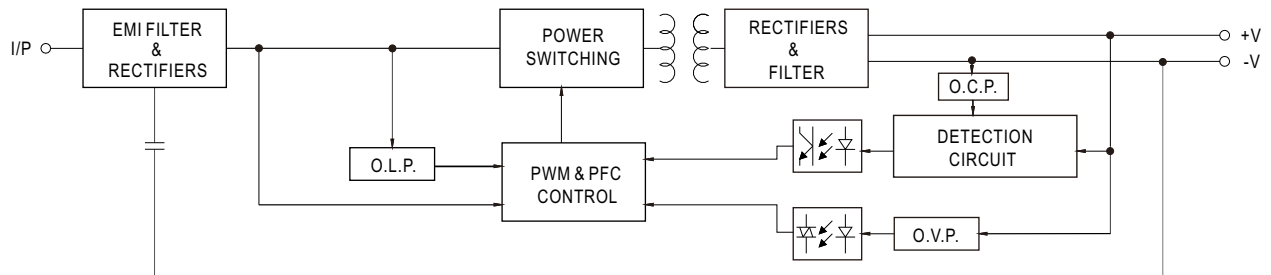 I/P
EMI FILTER
&
RECTIFIERS
POWER
SWITCHING
RECTIFIERS
&
FILTER
+V
-V
O.C.P.
DETECTION
CIRCUIT
O.L.P.
PWM & PFC
CONTROL
O.V.P.